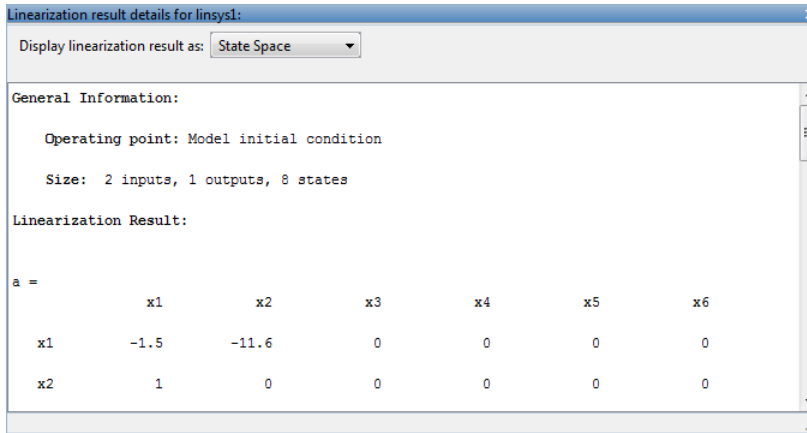 Linearization result details for linsys1:
Display linearization result as: State Space
General Information:
Operating point: Model initial condition
Size: 2 inputs, 1 outputs, 8 states
Linearization Result:
a =
x1 x2 x3 x4 x5 x6
x1 -1.5 -11.6 0 0 0 0
x2 1 0 0 0 0 0